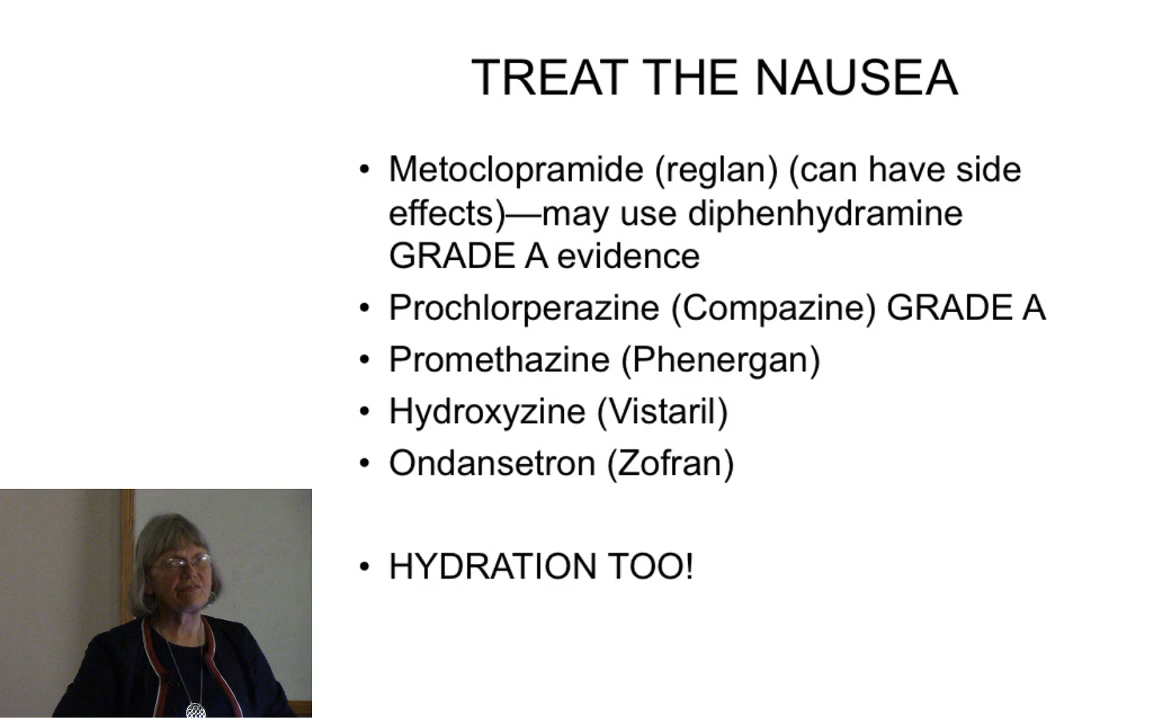 TREAT THE NAUSEA
• Metoclopramide (reglan) (can have side
effects)—may use diphenhydramine
GRADE A evidence
• Prochlorperazine (Compazine) GRADE A
• Promethazine (Phenergan)
• Hydroxyzine (Vistaril)
• Ondansetron (Zofran)
• HYDRATION TOO!